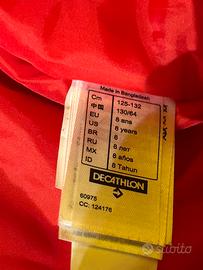 Made in Bangladesh
Cm 125-132
中国 130/64
EU 8 ans
US 8 years
BR 8
RU 8 лет
MX 8 años
ID 8 Tahun
DECATHLON
60975
CC: 124176
subito